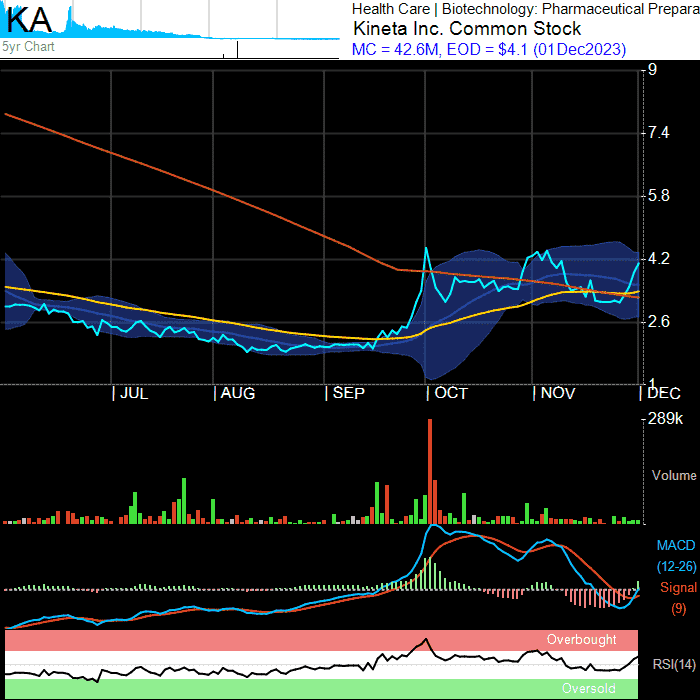 KA
5yr Chart
Health Care | Biotechnology: Pharmaceutical Prepara
Kineta Inc. Common Stock
MC = 42.6M, EOD = $4.1 (01Dec2023)
9
7.4
5.8
4.2
2.6
1
JUL
AUG
SEP
OCT
NOV
DEC
289k
Volume
MACD
(12-26)
Signal
(9)
Overbought
RSI(14)
Oversold